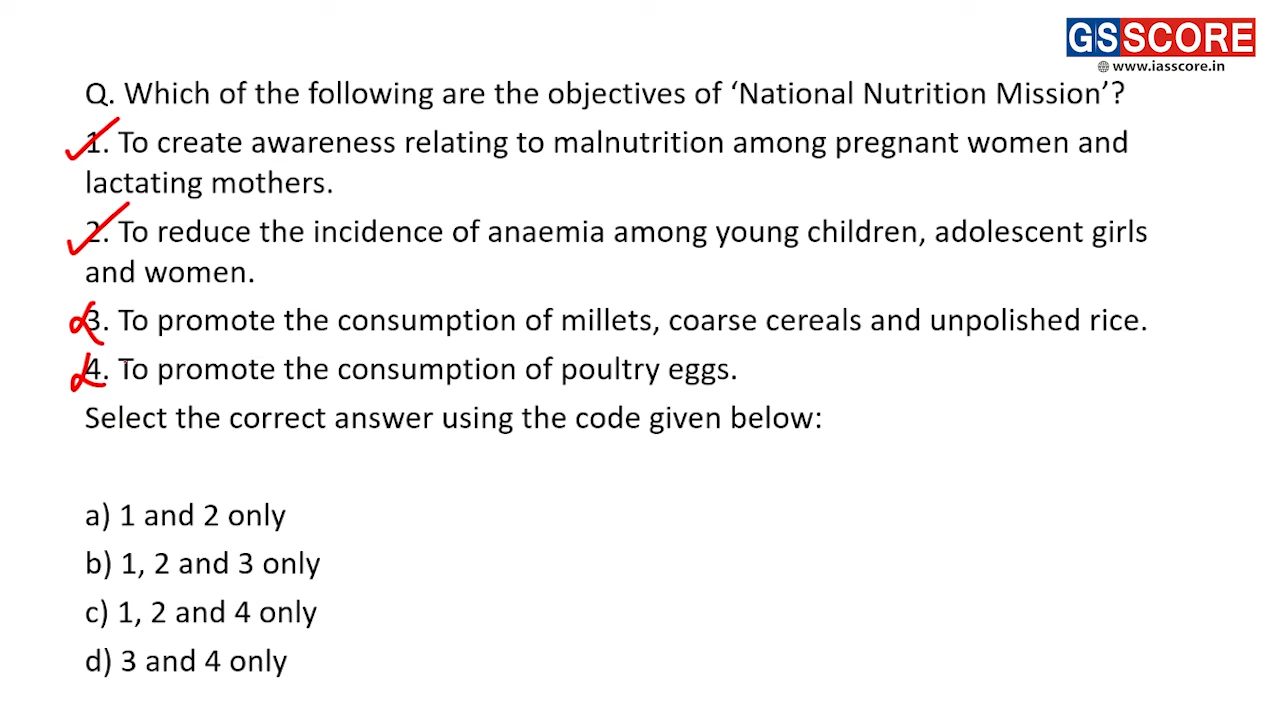 GSSCORE
www.iasscore.in
Q. Which of the following are the objectives of ‘National Nutrition Mission’?
1. To create awareness relating to malnutrition among pregnant women and
lactating mothers.
2. To reduce the incidence of anaemia among young children, adolescent girls
and women.
3. To promote the consumption of millets, coarse cereals and unpolished rice.
4. To promote the consumption of poultry eggs.
Select the correct answer using the code given below:
a) 1 and 2 only
b) 1, 2 and 3 only
c) 1, 2 and 4 only
d) 3 and 4 only